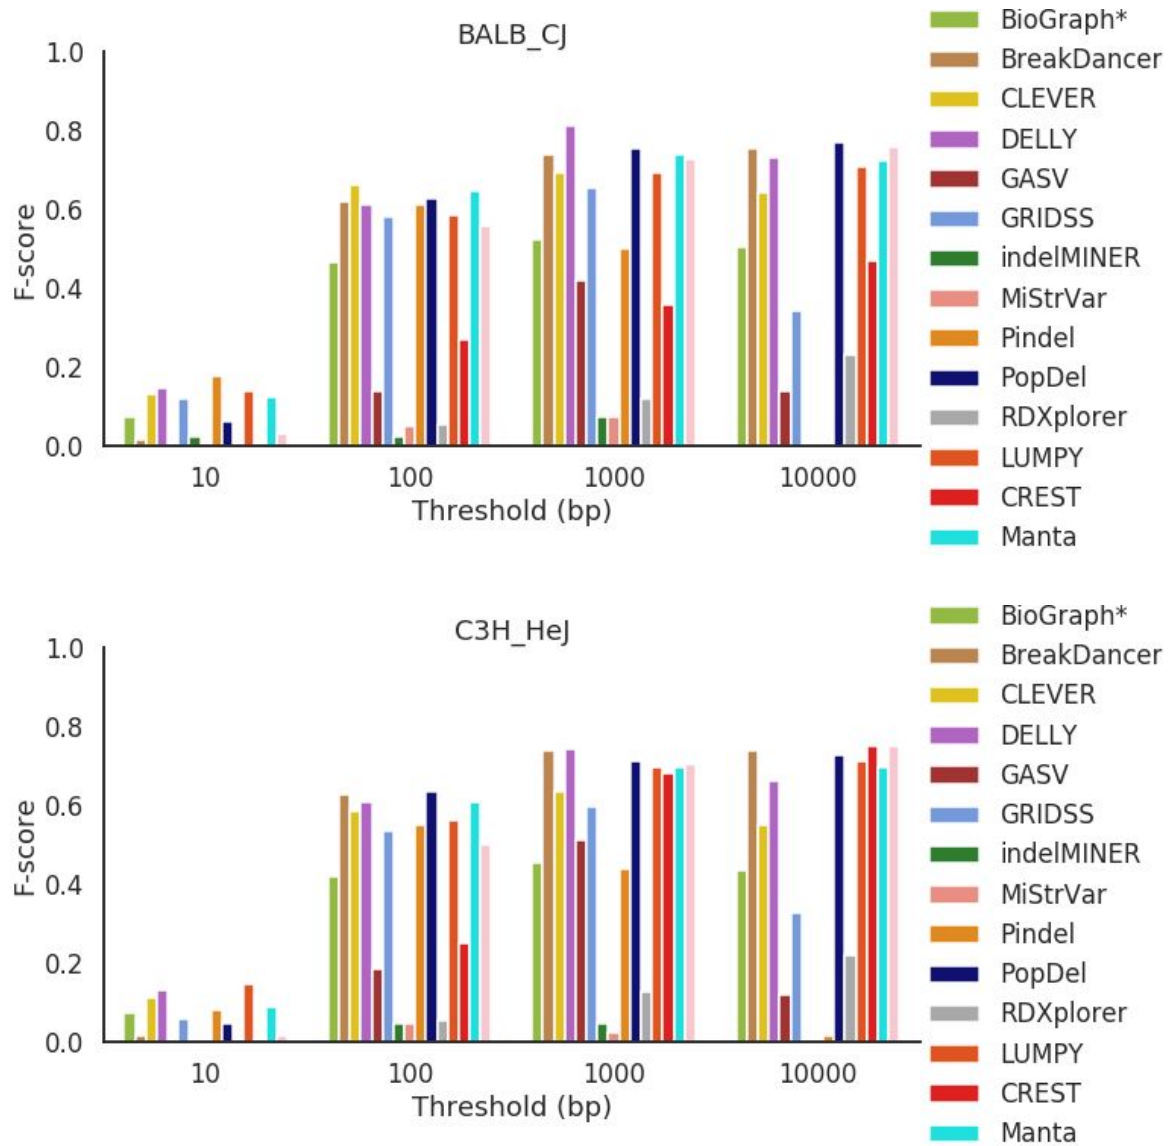 BALB_CJ
1.0
0.8
0.6
0.4
0.2
0.0
F-score
10 100 1000 10000
Threshold (bp)
BioGraph*
BreakDancer
CLEVER
DELLY
GASV
GRIDSS
indelMINER
MiStrVar
Pindel
PopDel
RDXplorer
LUMPY
CREST
Manta
C3H_HeJ
1.0
0.8
0.6
0.4
0.2
0.0
F-score
10 100 1000 10000
Threshold (bp)
BioGraph*
BreakDancer
CLEVER
DELLY
GASV
GRIDSS
indelMINER
MiStrVar
Pindel
PopDel
RDXplorer
LUMPY
CREST
Manta